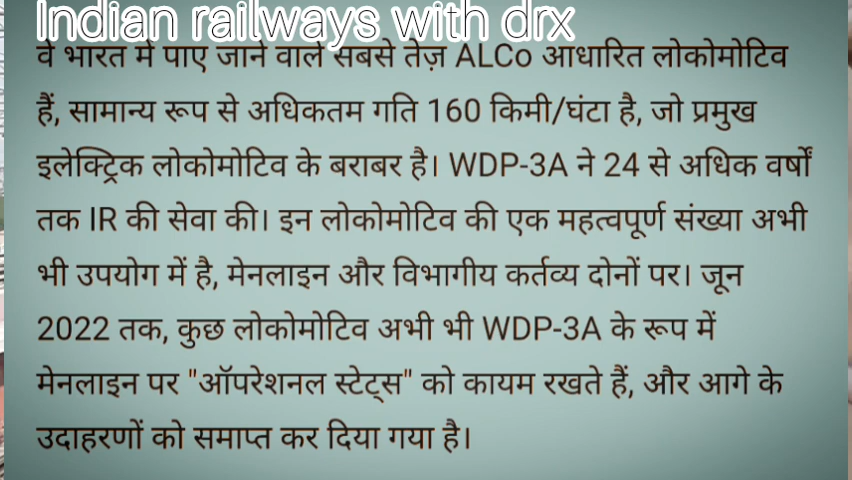 Indian railways with drx
वे भारत में पाए जाने वाले सबसे तेज़ ALCo आधारित लोकोमोटिव
हैं, सामान्य रूप से अधिकतम गति 160 किमी/घंटा है, जो प्रमुख
इलेक्ट्रिक लोकोमोटिव के बराबर है। WDP-3A ने 24 से अधिक वर्षों
तक IR की सेवा की। इन लोकोमोटिव की एक महत्वपूर्ण संख्या अभी
भी उपयोग में है, मेनलाइन और विभागीय कर्तव्य दोनों पर। जून
2022 तक, कुछ लोकोमोटिव अभी भी WDP-3A के रूप में
मेनलाइन पर "ऑपरेशनल स्टेट्स" को कायम रखते हैं, और आगे के
उदाहरणों को समाप्त कर दिया गया है।